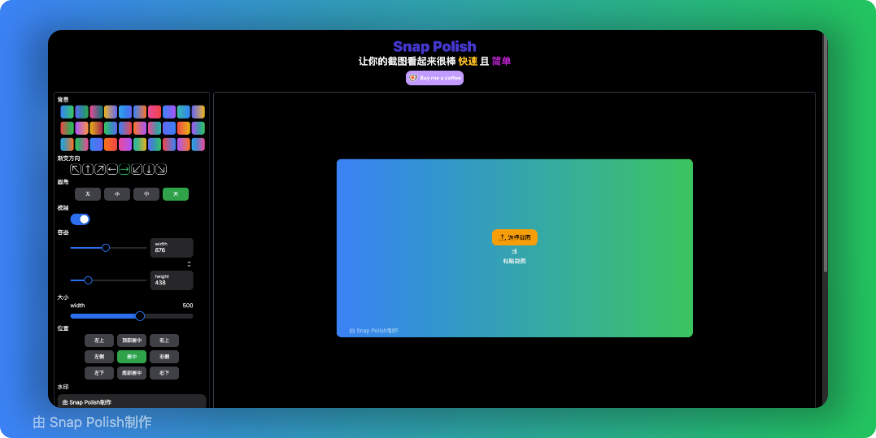 Snap Polish
让你的截图看起来很棒 快速 且 简单
Buy me a coffee
背景
渐变方向
圆角
无 小 中 大
模糊
容器
width
876
height
438
大小
width 500
位置
左上 顶部居中 右上
左侧 居中 右侧
左下 底部居中 右下
水印
由 Snap Polish制作
选择截图
或
粘贴截图
由 Snap Polish制作
由 Snap Polish制作